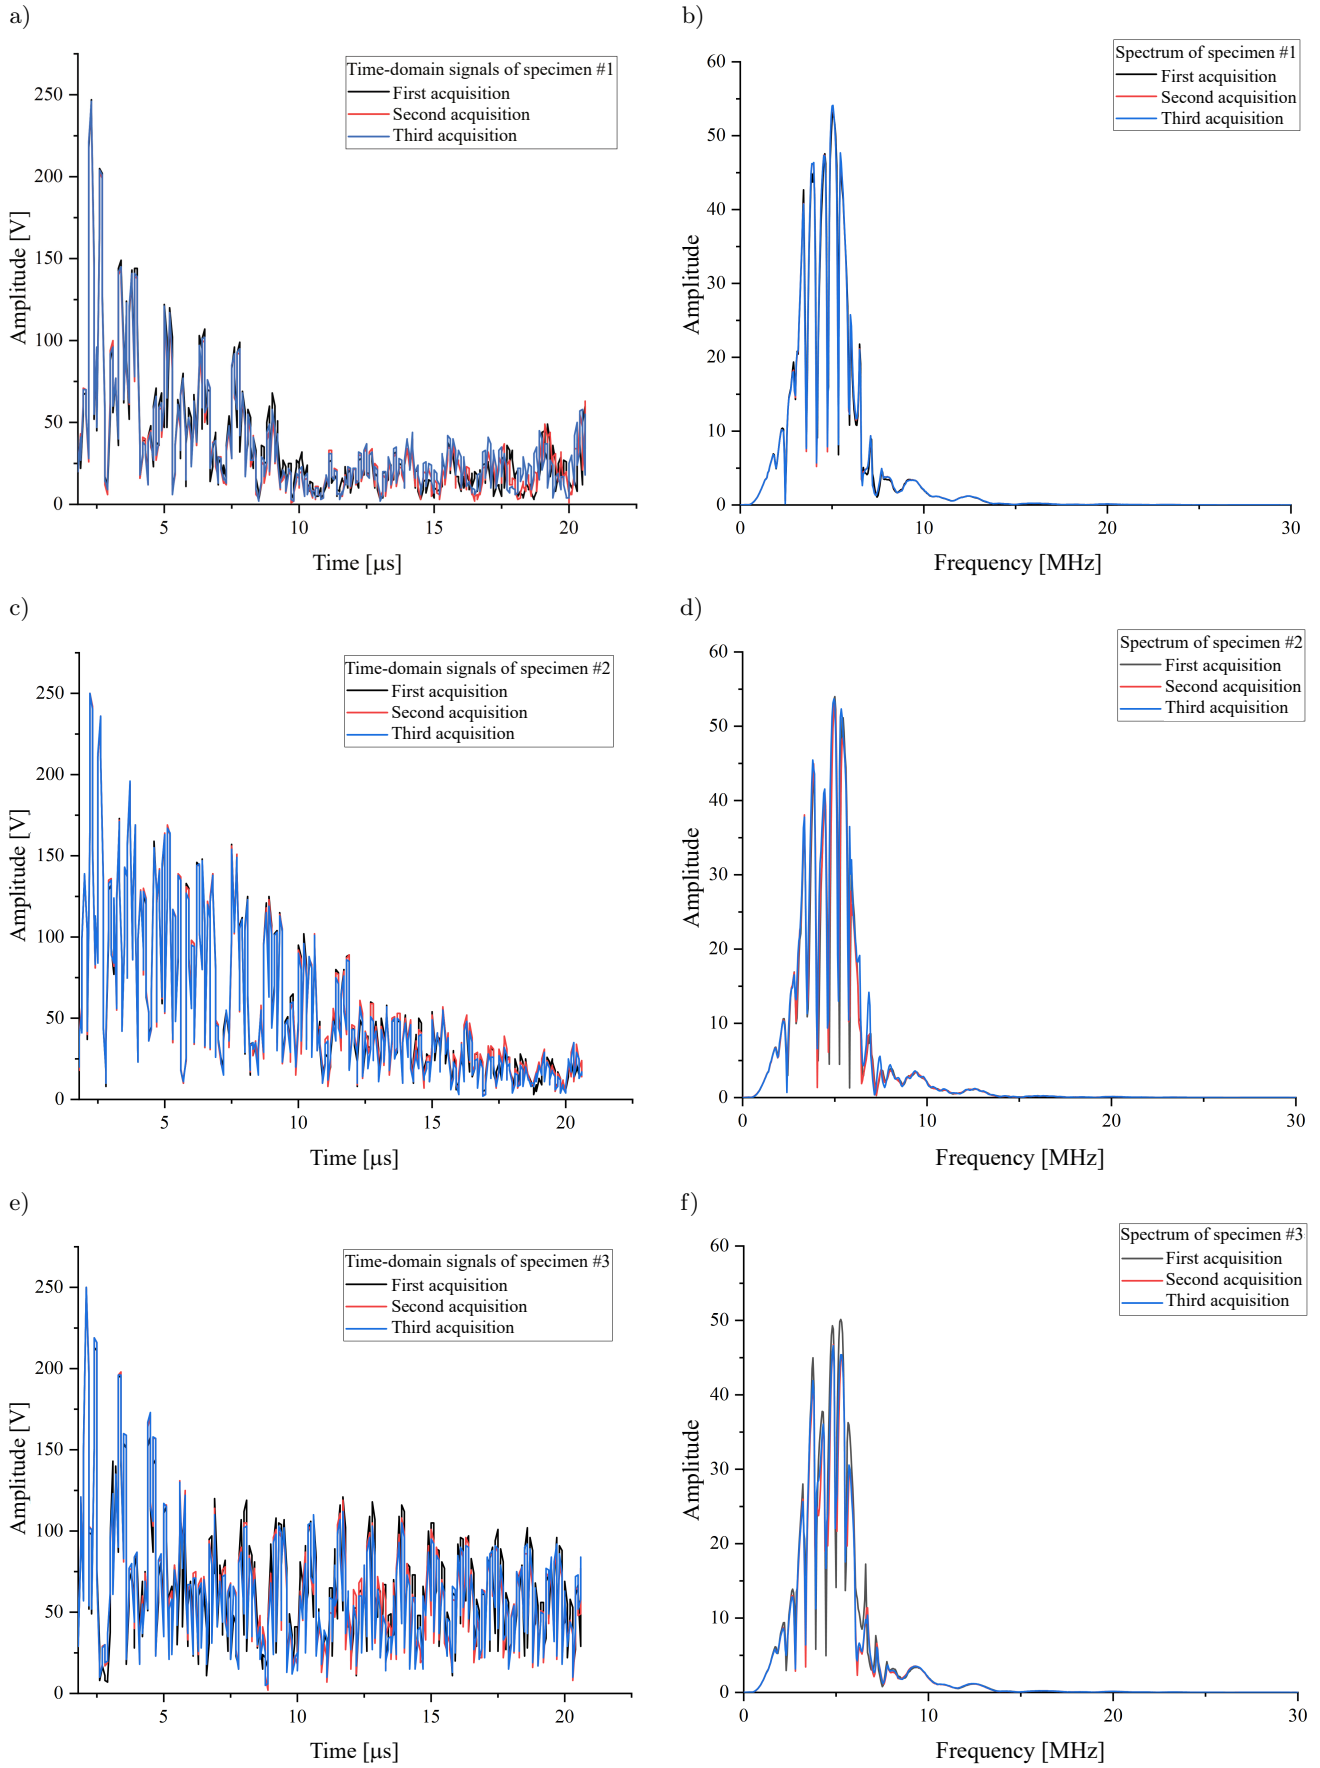 a)
Time-domain signals of specimen #1
First acquisition
Second acquisition
Third acquisition
250
200
150
100
50
0
Amplitude [V]
5
10
15
20
Time [μs]
b)
Spectrum of specimen #1
First acquisition
Second acquisition
Third acquisition
60
50
40
30
20
10
0
Amplitude
0
10
20
30
Frequency [MHz]
c)
Time-domain signals of specimen #2
First acquisition
Second acquisition
Third acquisition
250
200
150
100
50
0
Amplitude [V]
5
10
15
20
Time [μs]
d)
Spectrum of specimen #2
First acquisition
Second acquisition
Third acquisition
60
50
40
30
20
10
0
Amplitude
0
10
20
30
Frequency [MHz]
e)
Time-domain signals of specimen #3
First acquisition
Second acquisition
Third acquisition
250
200
150
100
50
0
Amplitude [V]
5
10
15
20
Time [μs]
f)
Spectrum of specimen #3
First acquisition
Second acquisition
Third acquisition
60
50
40
30
20
10
0
Amplitude
0
10
20
30
Frequency [MHz]